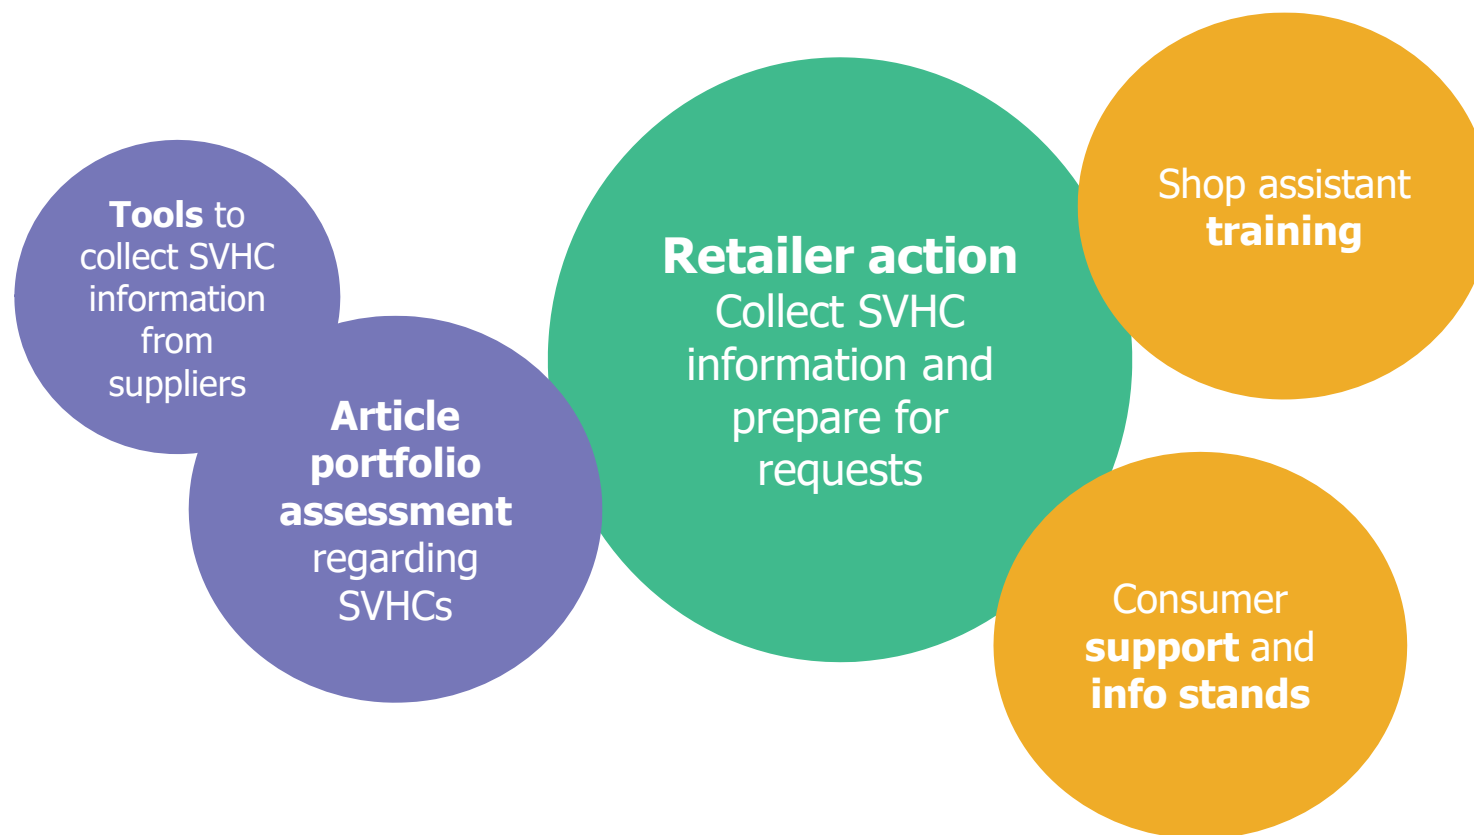 Tools to
collect SVHC
information
from
suppliers
Article
portfolio
assessment
regarding
SVHCs
Retailer action
Collect SVHC
information and
prepare for
requests
Shop assistant
training
Consumer
support and
info stands